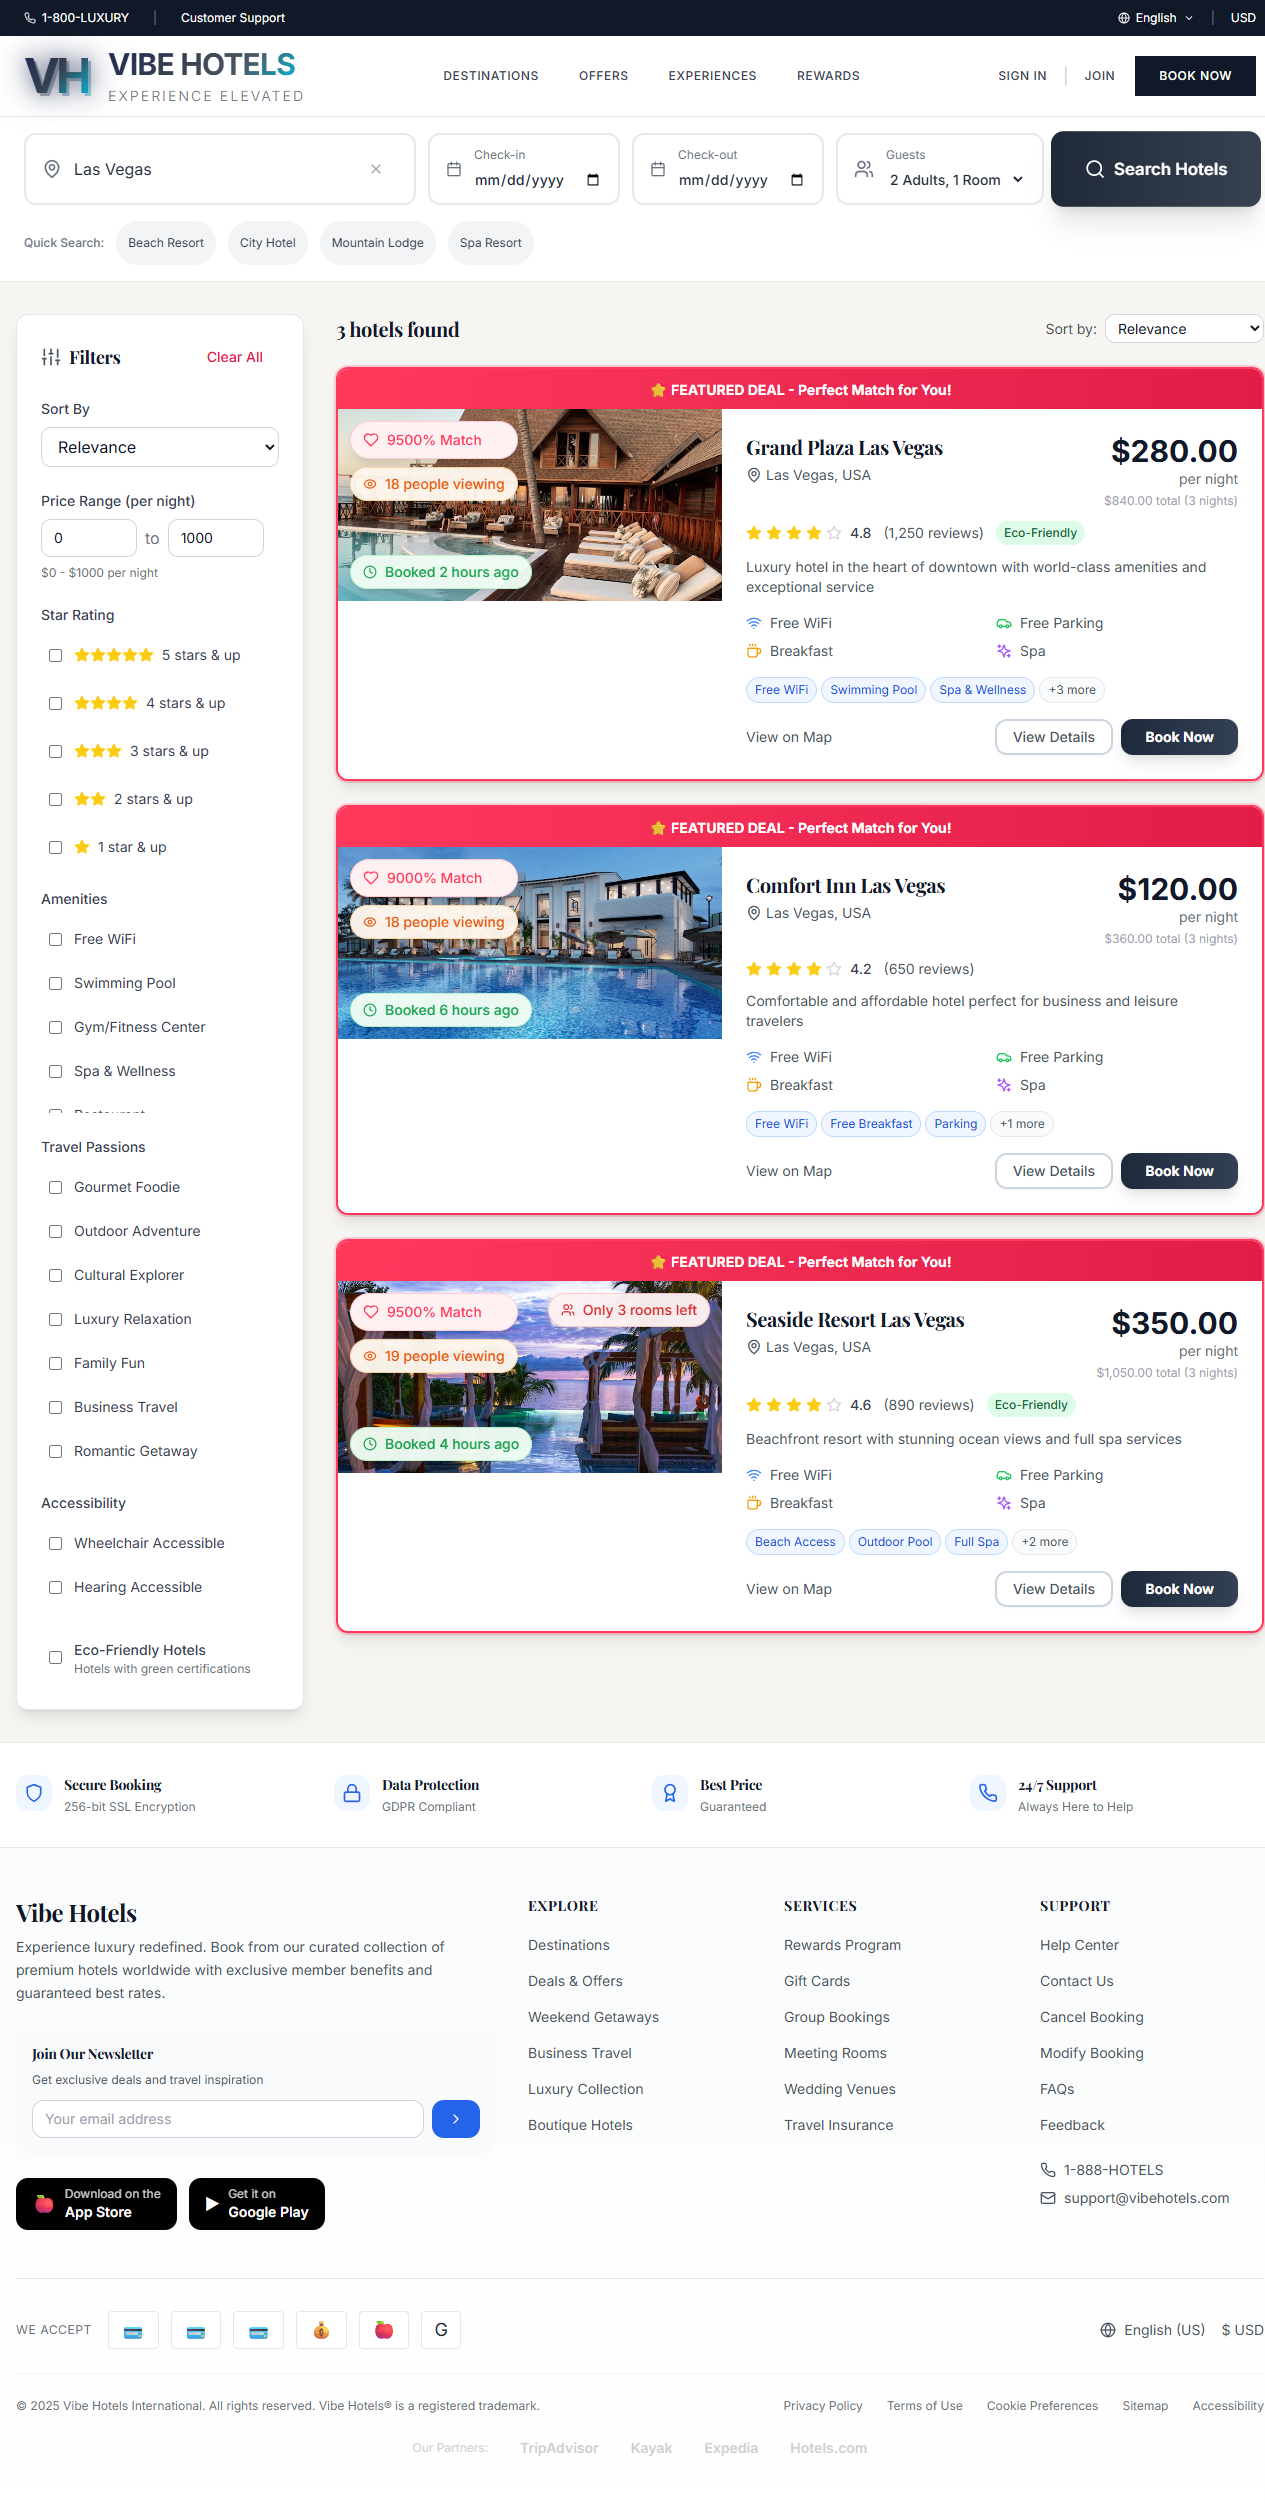 1-800-LUXURY
Customer Support
English
USD
VH
VIBE HOTELS
EXPERIENCE ELEVATED
DESTINATIONS
OFFERS
EXPERIENCES
REWARDS
SIGN IN
JOIN
BOOK NOW
Las Vegas
Check-in
mm/dd/yyyy
Check-out
mm/dd/yyyy
Guests
2 Adults, 1 Room
Search Hotels
Quick Search:
Beach Resort
City Hotel
Mountain Lodge
Spa Resort
Filters
Clear All
Sort By
Relevance
Price Range (per night)
0
to
1000
$0 - $1000 per night
Star Rating
5 stars & up
4 stars & up
3 stars & up
2 stars & up
1 star & up
Amenities
Free WiFi
Swimming Pool
Gym/Fitness Center
Spa & Wellness
Travel Passions
Gourmet Foodie
Outdoor Adventure
Cultural Explorer
Luxury Relaxation
Family Fun
Business Travel
Romantic Getaway
Accessibility
Wheelchair Accessible
Hearing Accessible
Eco-Friendly Hotels
Hotels with green certifications
3 hotels found
Sort by:
Relevance
FEATURED DEAL - Perfect Match for You!
9500% Match
18 people viewing
Booked 2 hours ago
Grand Plaza Las Vegas
Las Vegas, USA
$280.00
per night
$840.00 total (3 nights)
4.8 (1,250 reviews)
Eco-Friendly
Luxury hotel in the heart of downtown with world-class amenities and
exceptional service
Free WiFi
Free Parking
Breakfast
Spa
Free WiFi
Swimming Pool
Spa & Wellness
+3 more
View on Map
View Details
Book Now
FEATURED DEAL - Perfect Match for You!
9000% Match
18 people viewing
Booked 6 hours ago
Comfort Inn Las Vegas
Las Vegas, USA
$120.00
per night
$360.00 total (3 nights)
4.2 (650 reviews)
Comfortable and affordable hotel perfect for business and leisure
travelers
Free WiFi
Free Parking
Breakfast
Spa
Free WiFi
Free Breakfast
Parking
+1 more
View on Map
View Details
Book Now
FEATURED DEAL - Perfect Match for You!
9500% Match
Only 3 rooms left
19 people viewing
Booked 4 hours ago
Seaside Resort Las Vegas
Las Vegas, USA
$350.00
per night
$1,050.00 total (3 nights)
4.6 (890 reviews)
Eco-Friendly
Beachfront resort with stunning ocean views and full spa services
Free WiFi
Free Parking
Breakfast
Spa
Beach Access
Outdoor Pool
Full Spa
+2 more
View on Map
View Details
Book Now
Secure Booking
256-bit SSL Encryption
Data Protection
GDPR Compliant
Best Price
Guaranteed
24/7 Support
Always Here to Help
Vibe Hotels
Experience luxury redefined. Book from our curated collection of
premium hotels worldwide with exclusive member benefits and
guaranteed best rates.
Join Our Newsletter
Get exclusive deals and travel inspiration
Your email address
Download on the
App Store
Get it on
Google Play
EXPLORE
Destinations
Deals & Offers
Weekend Getaways
Business Travel
Luxury Collection
Boutique Hotels
SERVICES
Rewards Program
Gift Cards
Group Bookings
Meeting Rooms
Wedding Venues
Travel Insurance
SUPPORT
Help Center
Contact Us
Cancel Booking
Modify Booking
FAQs
Feedback
1-888-HOTELS
support@vibehotels.com
WE ACCEPT
G
English (US)
$ USD
© 2025 Vibe Hotels International. All rights reserved. Vibe Hotels® is a registered trademark.
Privacy Policy
Terms of Use
Cookie Preferences
Sitemap
Accessibility
Our Partners:
TripAdvisor
Kayak
Expedia
Hotels.com